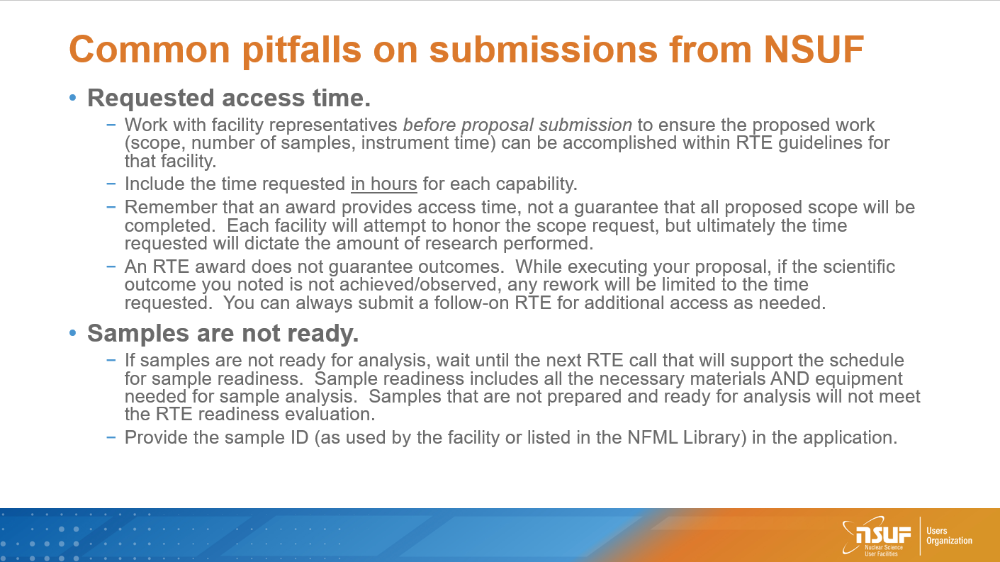 Common pitfalls on submissions from NSUF
• Requested access time.
− Work with facility representatives before proposal submission to ensure the proposed work
(scope, number of samples, instrument time) can be accomplished within RTE guidelines for
that facility.
− Include the time requested in hours for each capability.
− Remember that an award provides access time, not a guarantee that all proposed scope will be
completed.  Each facility will attempt to honor the scope request, but ultimately the time
requested will dictate the amount of research performed.
− An RTE award does not guarantee outcomes.  While executing your proposal, if the scientific
outcome you noted is not achieved/observed, any rework will be limited to the time
requested.  You can always submit a follow-on RTE for additional access as needed.
• Samples are not ready.
− If samples are not ready for analysis, wait until the next RTE call that will support the schedule
for sample readiness.  Sample readiness includes all the necessary materials AND equipment
needed for sample analysis.  Samples that are not prepared and ready for analysis will not meet
the RTE readiness evaluation.
− Provide the sample ID (as used by the facility or listed in the NFML Library) in the application.
NSUF
Nuclear Science
User Facilities
Users
Organization